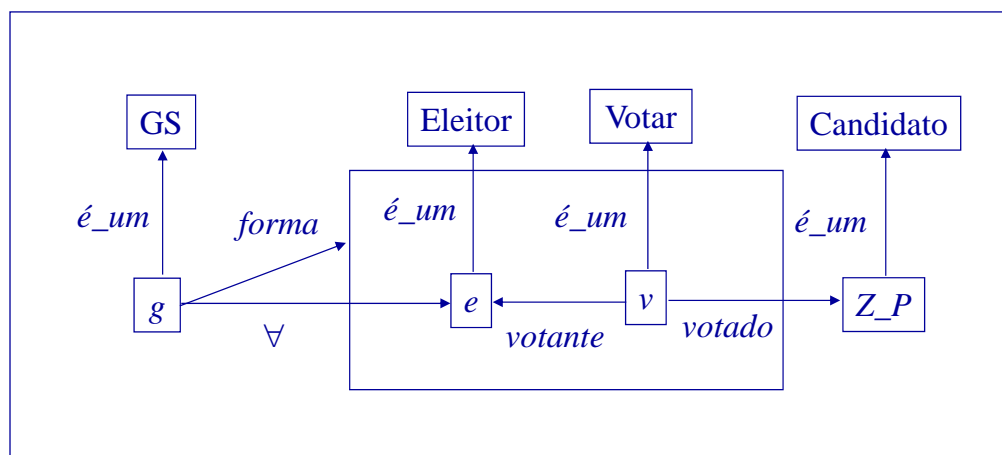 GS
Eleitor
Votar
Candidato
é_um
forma
é_um
é_um
é_um
g
e
v
Z_P
∀
votante
votado